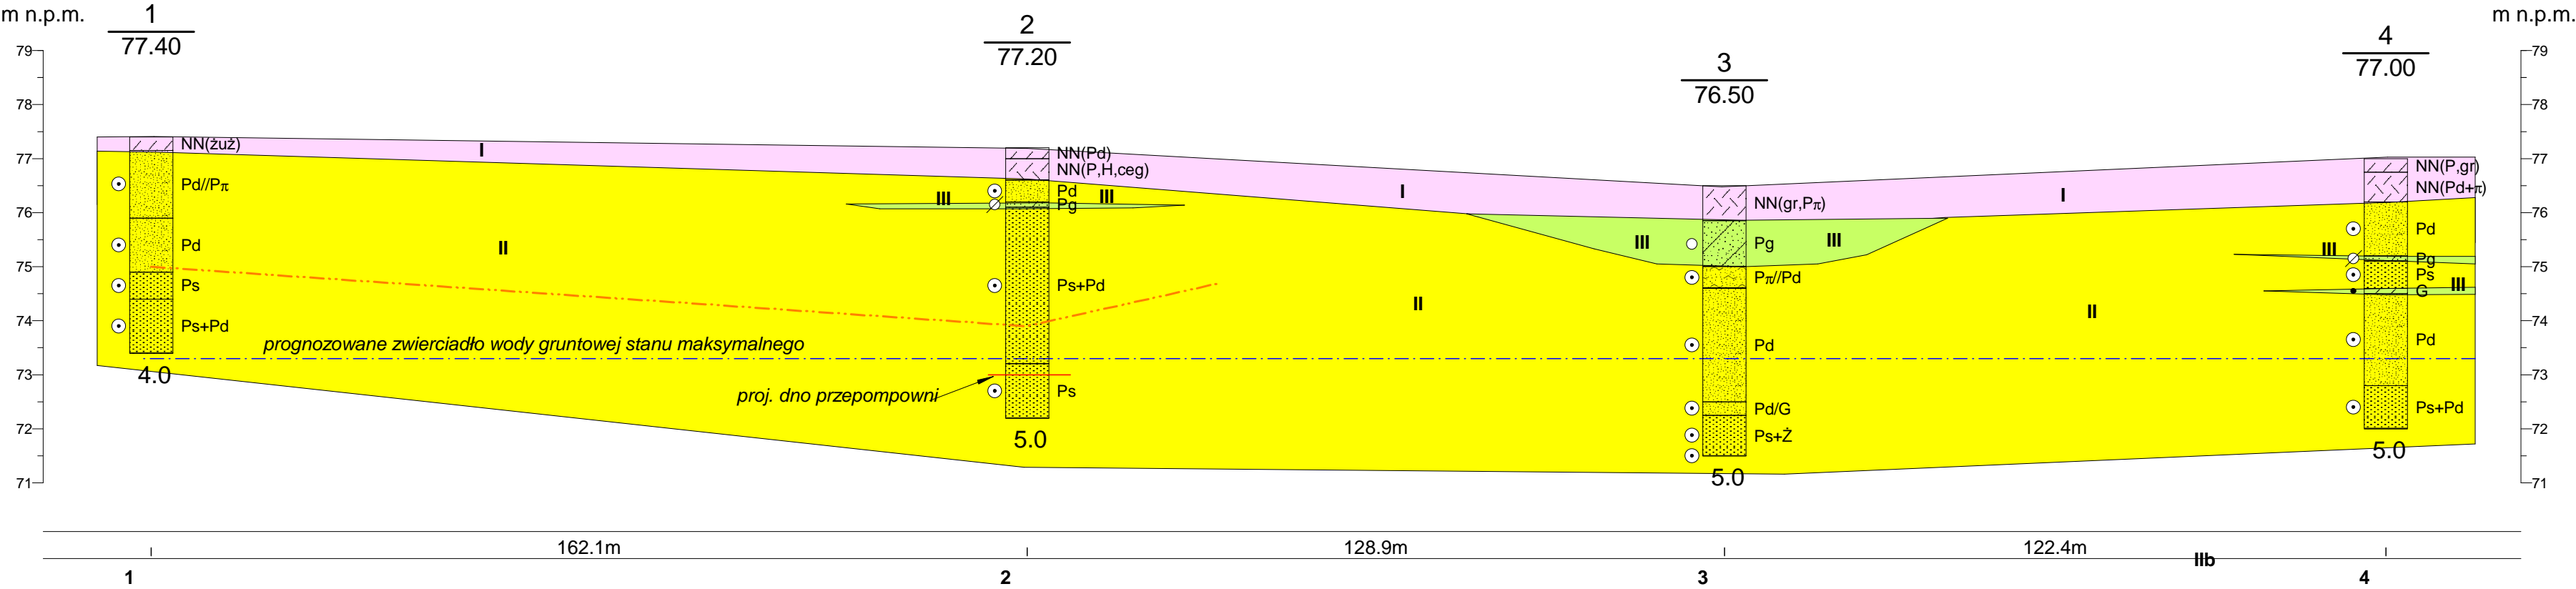 m n.p.m.
m n.p.m.
1
77.40
2
77.20
3
76.50
4
77.00
79
78
77
76
75
74
73
72
71
79
78
77
76
75
74
73
72
71
NN(żuż)
Pd//Pπ
Pd
Ps
Ps+Pd
4.0
I
II
prognozowane zwierciadło wody gruntowej stanu maksymalnego
proj. dno przepompowni
NN(Pd)
NN(P,H,ceg)
Pd
Pg
III
III
Ps+Pd
Ps
5.0
I
II
III
III
NN(gr,Pπ)
Pg
Pπ//Pd
Pd
Pd/G
Ps+Ż
5.0
I
II
III
III
NN(P,gr)
NN(Pd+π)
Pd
Pg
Ps
G
Pd
Ps+Pd
5.0
162.1m
128.9m
122.4m
IIb
1
2
3
4